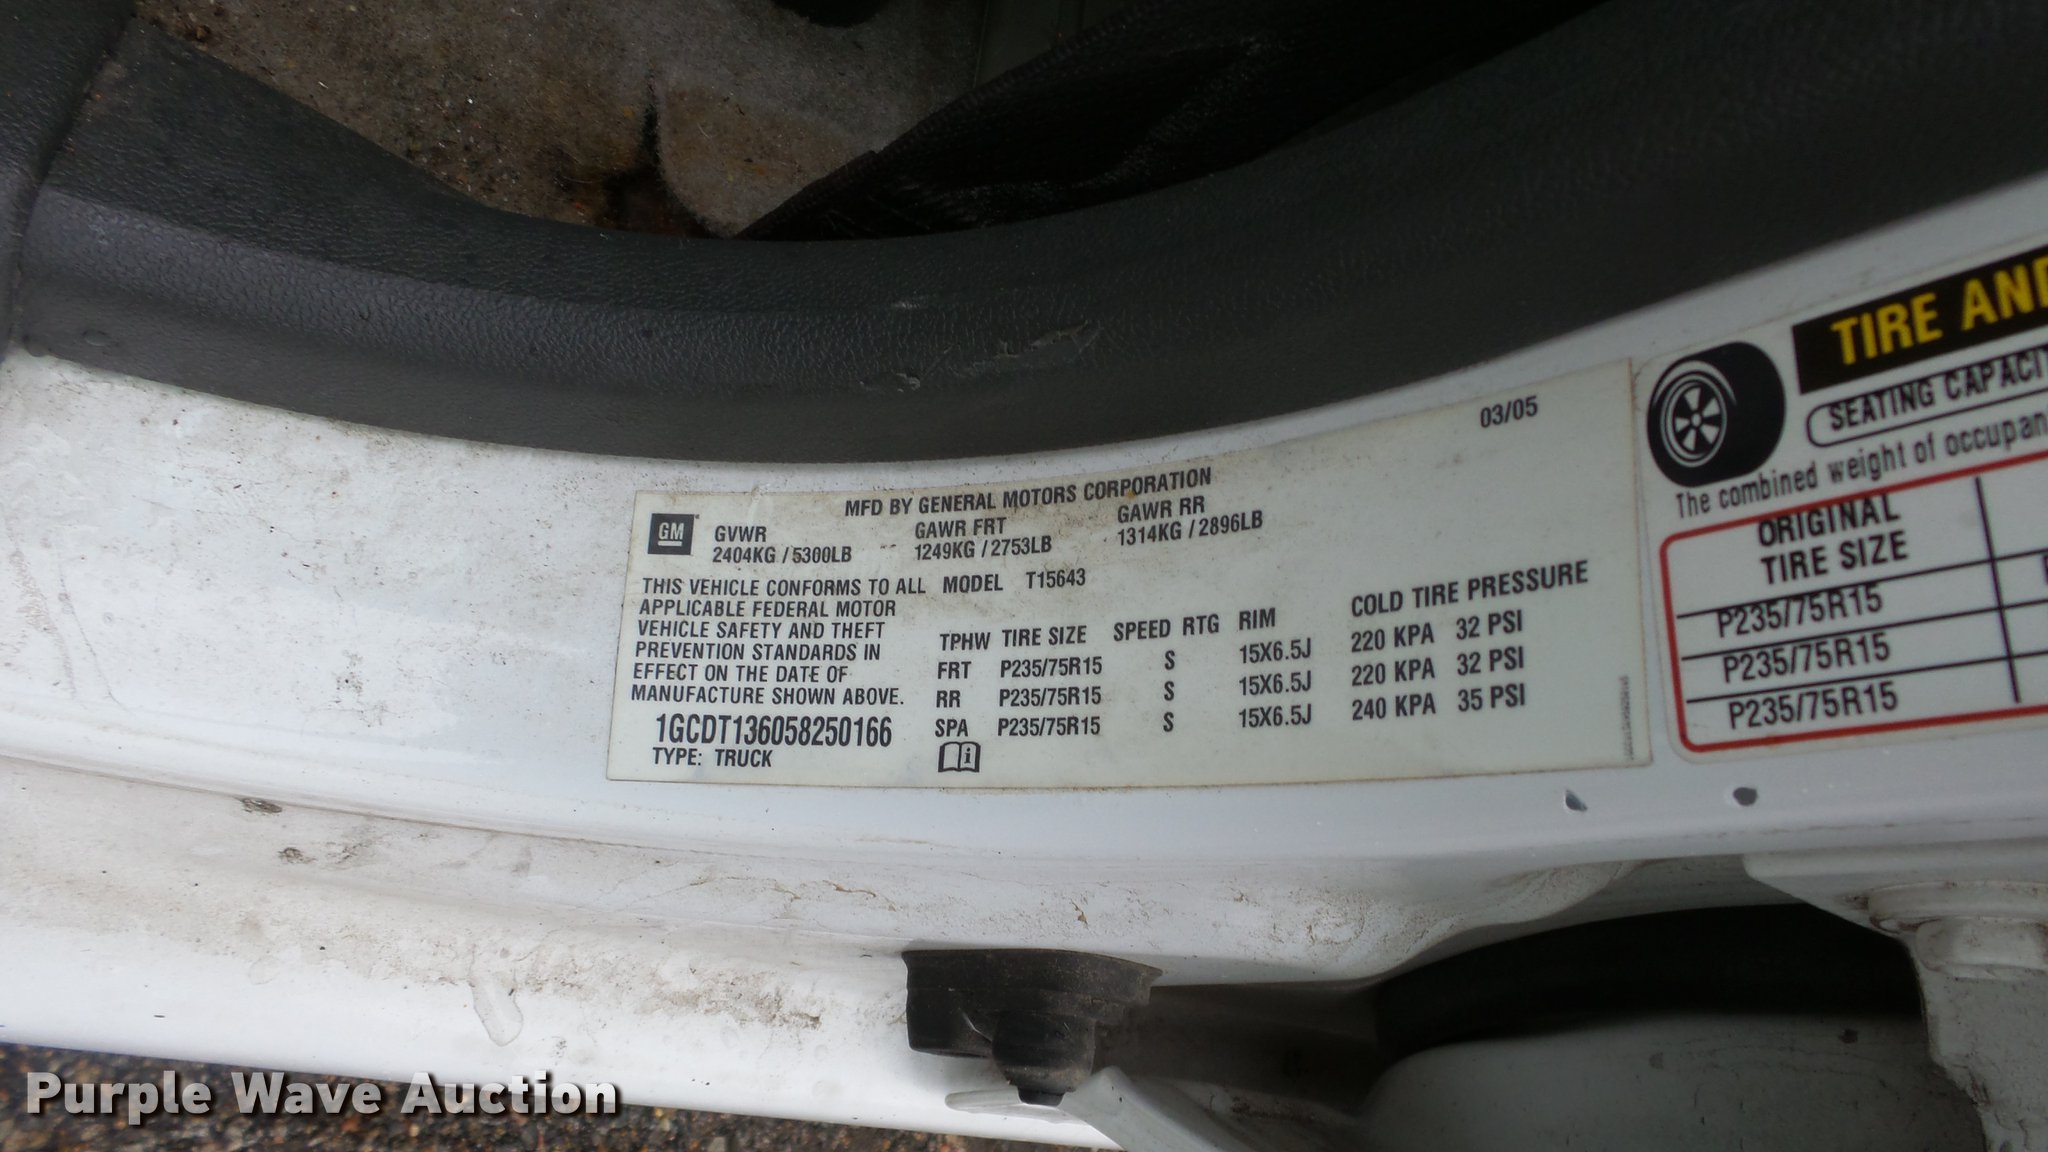 03/05
MFD BY GENERAL MOTORS CORPORATION
GM
GVWR GAWR FRT GAWR RR
2404KG / 5300LB 1249KG / 2753LB 1314KG / 2896LB
THIS VEHICLE CONFORMS TO ALL
APPLICABLE FEDERAL MOTOR
VEHICLE SAFETY AND THEFT
PREVENTION STANDARDS IN
EFFECT ON THE DATE OF
MANUFACTURE SHOWN ABOVE.
1GCDT136058250166
TYPE: TRUCK
MODEL T15643
TPHW TIRE SIZE SPEED RTG RIM COLD TIRE PRESSURE
FRT P235/75R15 S 15X6.5J 220 KPA 32 PSI
RR P235/75R15 S 15X6.5J 220 KPA 32 PSI
SPA P235/75R15 S 15X6.5J 240 KPA 35 PSI
TIRE AND
SEATING CAPACI
The combined weight of occupan
ORIGINAL
TIRE SIZE
P235/75R15
P235/75R15
P235/75R15
Purple Wave Auction